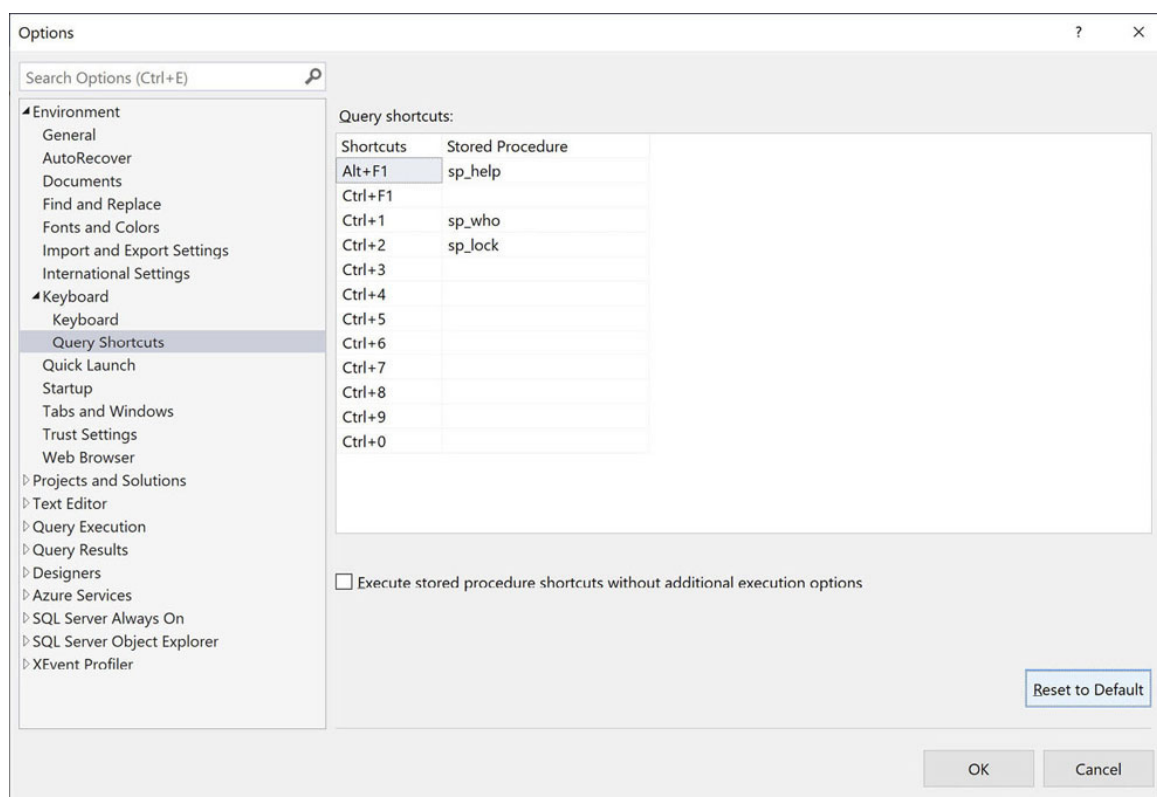 Options
?
Search Options (Ctrl+E)
Environment
General
AutoRecover
Documents
Find and Replace
Fonts and Colors
Import and Export Settings
International Settings
Keyboard
Keyboard
Query Shortcuts
Quick Launch
Startup
Tabs and Windows
Trust Settings
Web Browser
Projects and Solutions
Text Editor
Query Execution
Query Results
Designers
Azure Services
SQL Server Always On
SQL Server Object Explorer
XEvent Profiler
Query shortcuts:
Shortcuts Stored Procedure
Alt+F1 sp_help
Ctrl+F1
Ctrl+1 sp_who
Ctrl+2 sp_lock
Ctrl+3
Ctrl+4
Ctrl+5
Ctrl+6
Ctrl+7
Ctrl+8
Ctrl+9
Ctrl+0
Execute stored procedure shortcuts without additional execution options
Reset to Default
OK Cancel